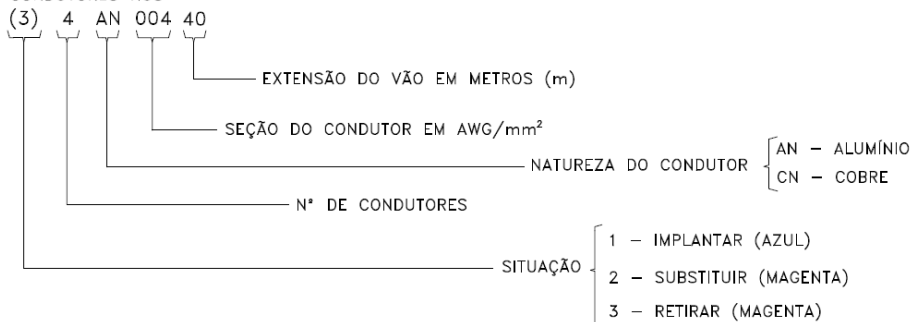 (3) 4 AN 004 40
EXTENSÃO DO VÃO EM METROS (m)
SEÇÃO DO CONDUTOR EM AWG/mm²
NATUREZA DO CONDUTOR
AN – ALUMÍNIO
CN – COBRE
Nº DE CONDUTORES
SITUAÇÃO
1 – IMPLANTAR (AZUL)
2 – SUBSTITUIR (MAGENTA)
3 – RETIRAR (MAGENTA)